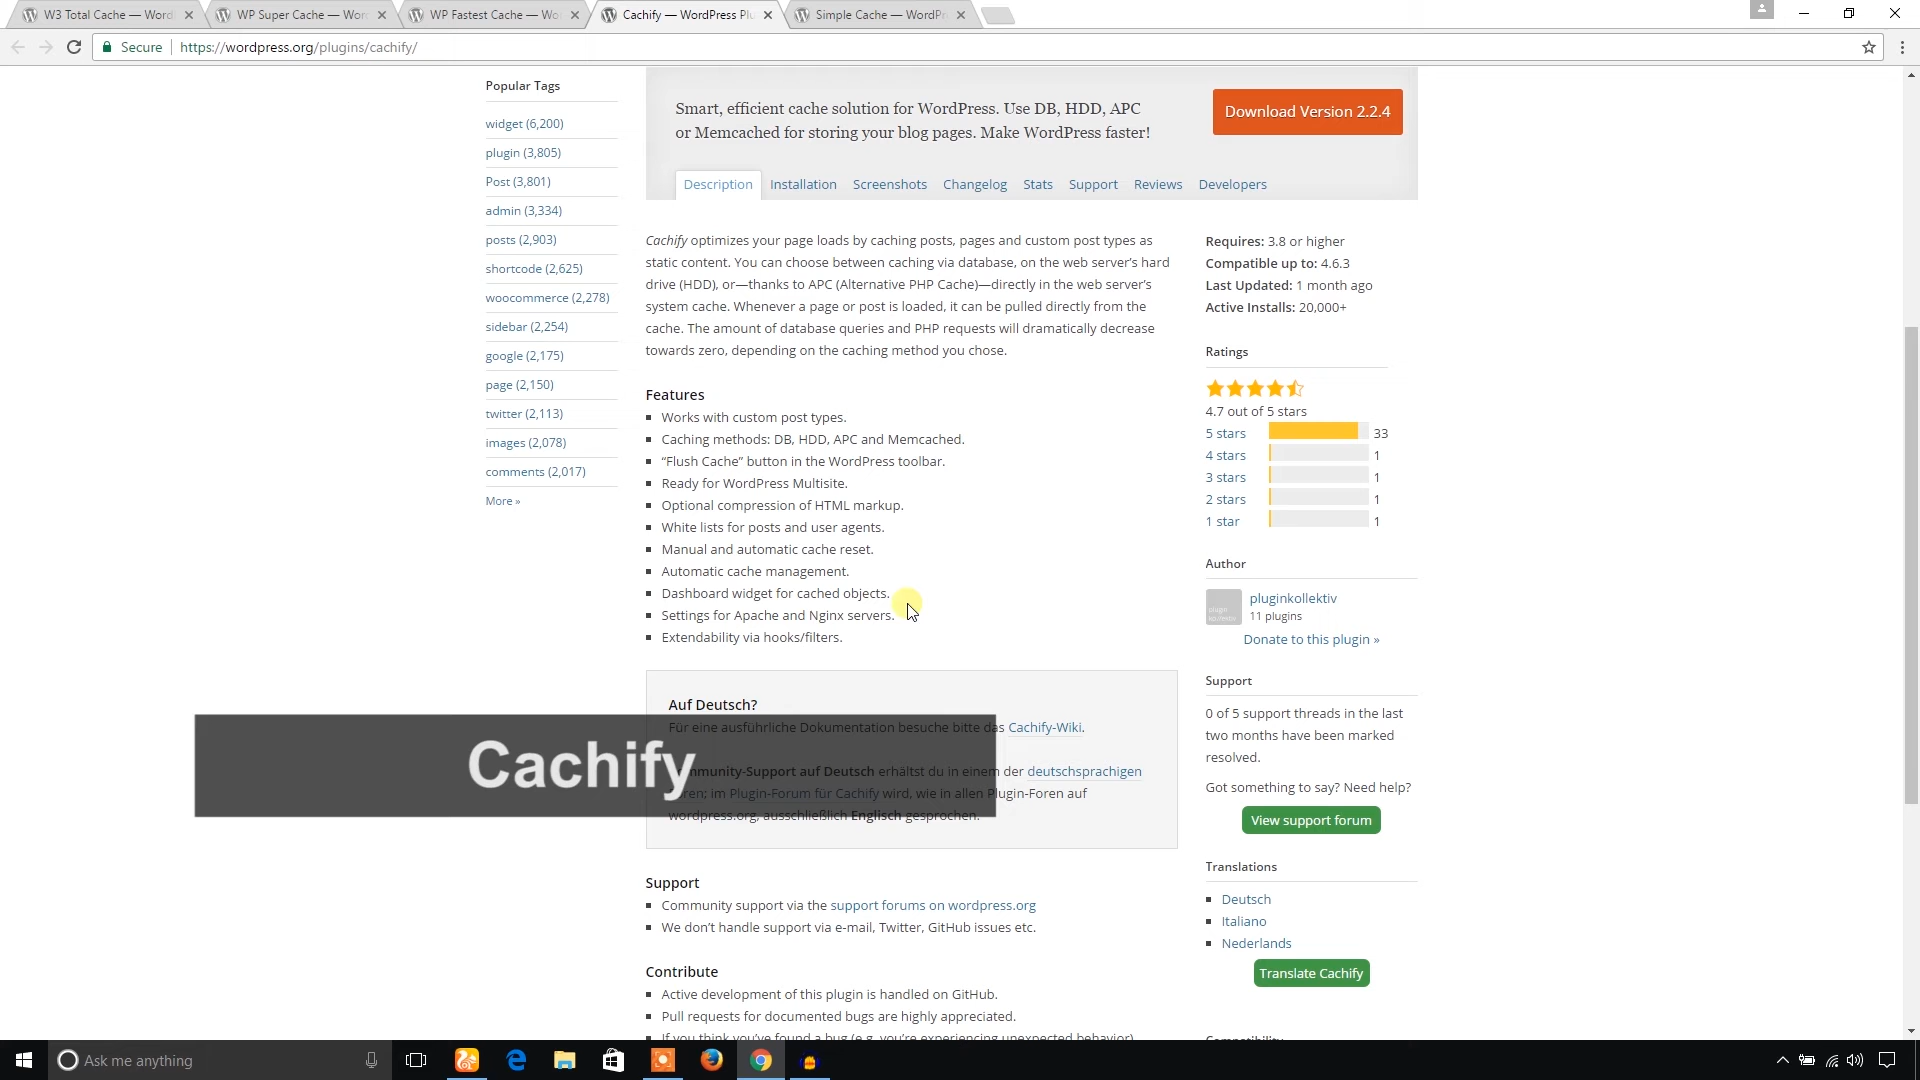 W3 Total Cache — Word
WP Super Cache — Wor
WP Fastest Cache — Wo
Cachify — WordPress Plu
Simple Cache — WordPr
Secure
https://wordpress.org/plugins/cachify/
Popular Tags
widget (6,200)
plugin (3,805)
Post (3,801)
admin (3,334)
posts (2,903)
shortcode (2,625)
woocommerce (2,278)
sidebar (2,254)
google (2,175)
page (2,150)
twitter (2,113)
images (2,078)
comments (2,017)
More »
Smart, efficient cache solution for WordPress. Use DB, HDD, APC
or Memcached for storing your blog pages. Make WordPress faster!
Download Version 2.2.4
Description Installation Screenshots Changelog Stats Support Reviews Developers
Cachify optimizes your page loads by caching posts, pages and custom post types as
static content. You can choose between caching via database, on the web server's hard
drive (HDD), or—thanks to APC (Alternative PHP Cache)—directly in the web server's
system cache. Whenever a page or post is loaded, it can be pulled directly from the
cache. The amount of database queries and PHP requests will dramatically decrease
towards zero, depending on the caching method you chose.
Features
Works with custom post types.
Caching methods: DB, HDD, APC and Memcached.
“Flush Cache” button in the WordPress toolbar.
Ready for WordPress Multisite.
Optional compression of HTML markup.
White lists for posts and user agents.
Manual and automatic cache reset.
Automatic cache management.
Dashboard widget for cached objects.
Settings for Apache and Nginx servers.
Extendability via hooks/filters.
Auf Deutsch?
Für eine ausführliche Dokumentation besuche bitte das Cachify-Wiki.
mmunity-Support auf Deutsch erhältst du in einem der deutschsprachigen
; im Plugin-Forum für Cachify wird, wie in allen Plugin-Foren auf
wordpress.org, ausschließlich Englisch gesprochen.
Cachify
Support
Community support via the support forums on wordpress.org
We don't handle support via e-mail, Twitter, GitHub issues etc.
Contribute
Active development of this plugin is handled on GitHub.
Pull requests for documented bugs are highly appreciated.
If you think you've found a bug (e.g. you're experiencing unexpected behavior)
Requires: 3.8 or higher
Compatible up to: 4.6.3
Last Updated: 1 month ago
Active Installs: 20,000+
Ratings
4.7 out of 5 stars
5 stars 33
4 stars 1
3 stars 1
2 stars 1
1 star 1
Author
pluginkollektiv
11 plugins
Donate to this plugin »
Support
0 of 5 support threads in the last
two months have been marked
resolved.
Got something to say? Need help?
View support forum
Translations
Deutsch
Italiano
Nederlands
Translate Cachify
Compatibility
Ask me anything